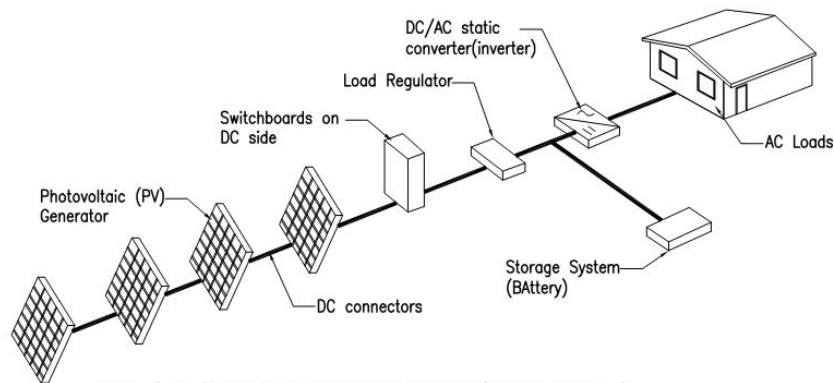 DC/AC static
converter(inverter)
Load Regulator
Switchboards on
DC side
AC Loads
Photovoltaic (PV)
Generator
Storage System
(BAttery)
DC connectors